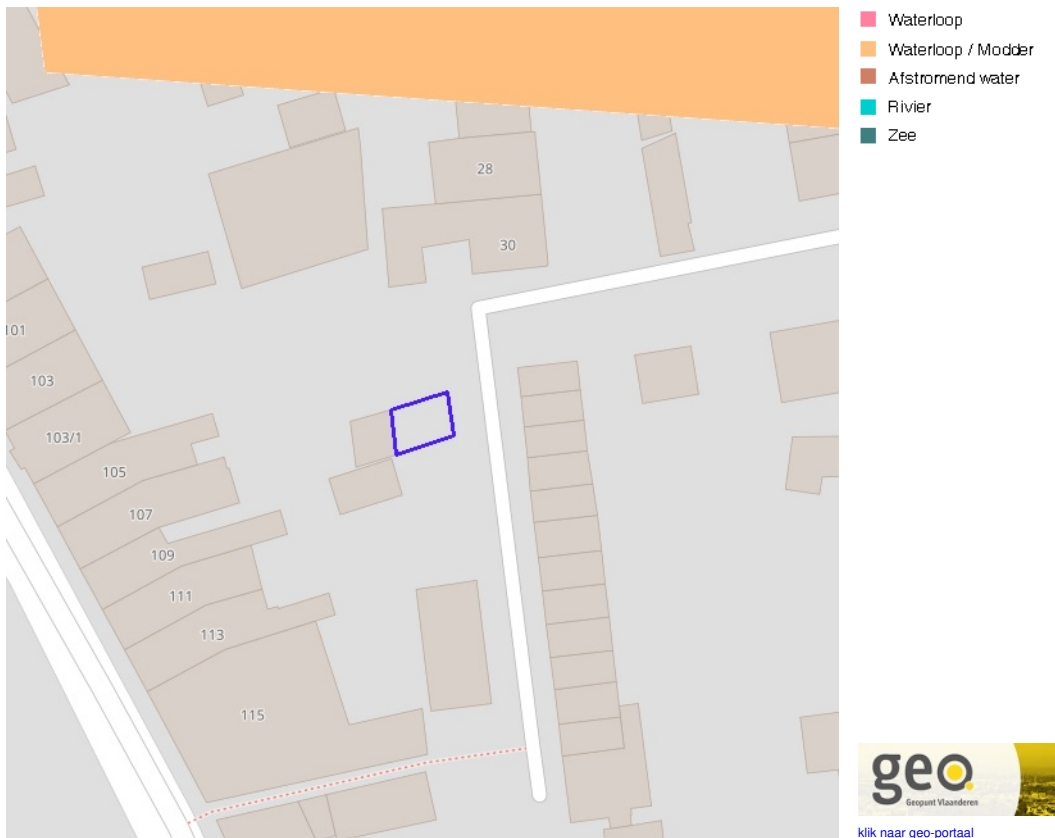 Waterloop
Waterloop / Modder
Afstromend water
Rivier
Zee
28
30
101
103
103/1
105
107
109
111
113
115
geo
Geopunt Vlaanderen
klik naar geo-portaal